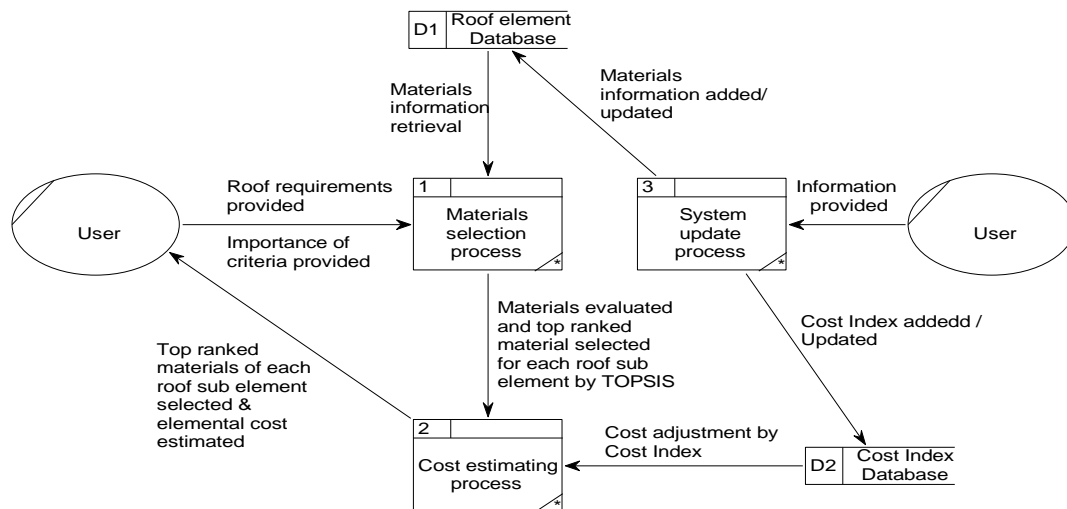 D1
Roof element
Database
Materials
information
retrieval
Materials
information added/
updated
User
Roof requirements
provided
Importance of
criteria provided
1
Materials
selection
process
*
3
System
update
process
*
Information
provided
User
Materials evaluated
and top ranked
material selected
for each roof sub
element by TOPSIS
Cost Index addedd /
Updated
Top ranked
materials of each
roof sub element
selected &
elemental cost
estimated
2
Cost estimating
process
*
Cost adjustment by
Cost Index
D2
Cost Index
Database